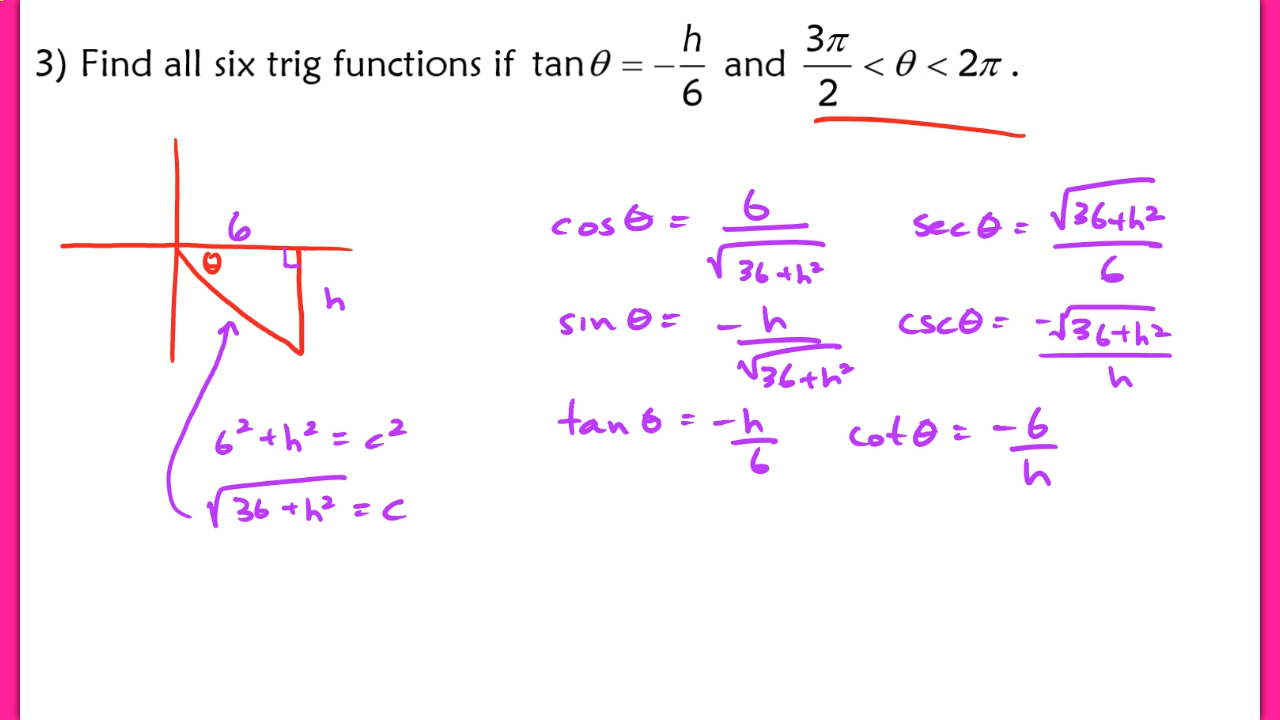 3) Find all six trig functions if tanθ = -h/6 and 3π/2 < θ < 2π .
6
θ
h
6² + h² = c²
√(36 + h²) = c
cos θ = 6/√(36+h²)
sec θ = √(36+h²)/6
sin θ = -h/√(36+h²)
csc θ = -√(36+h²)/h
tan θ = -h/6
cot θ = -6/h